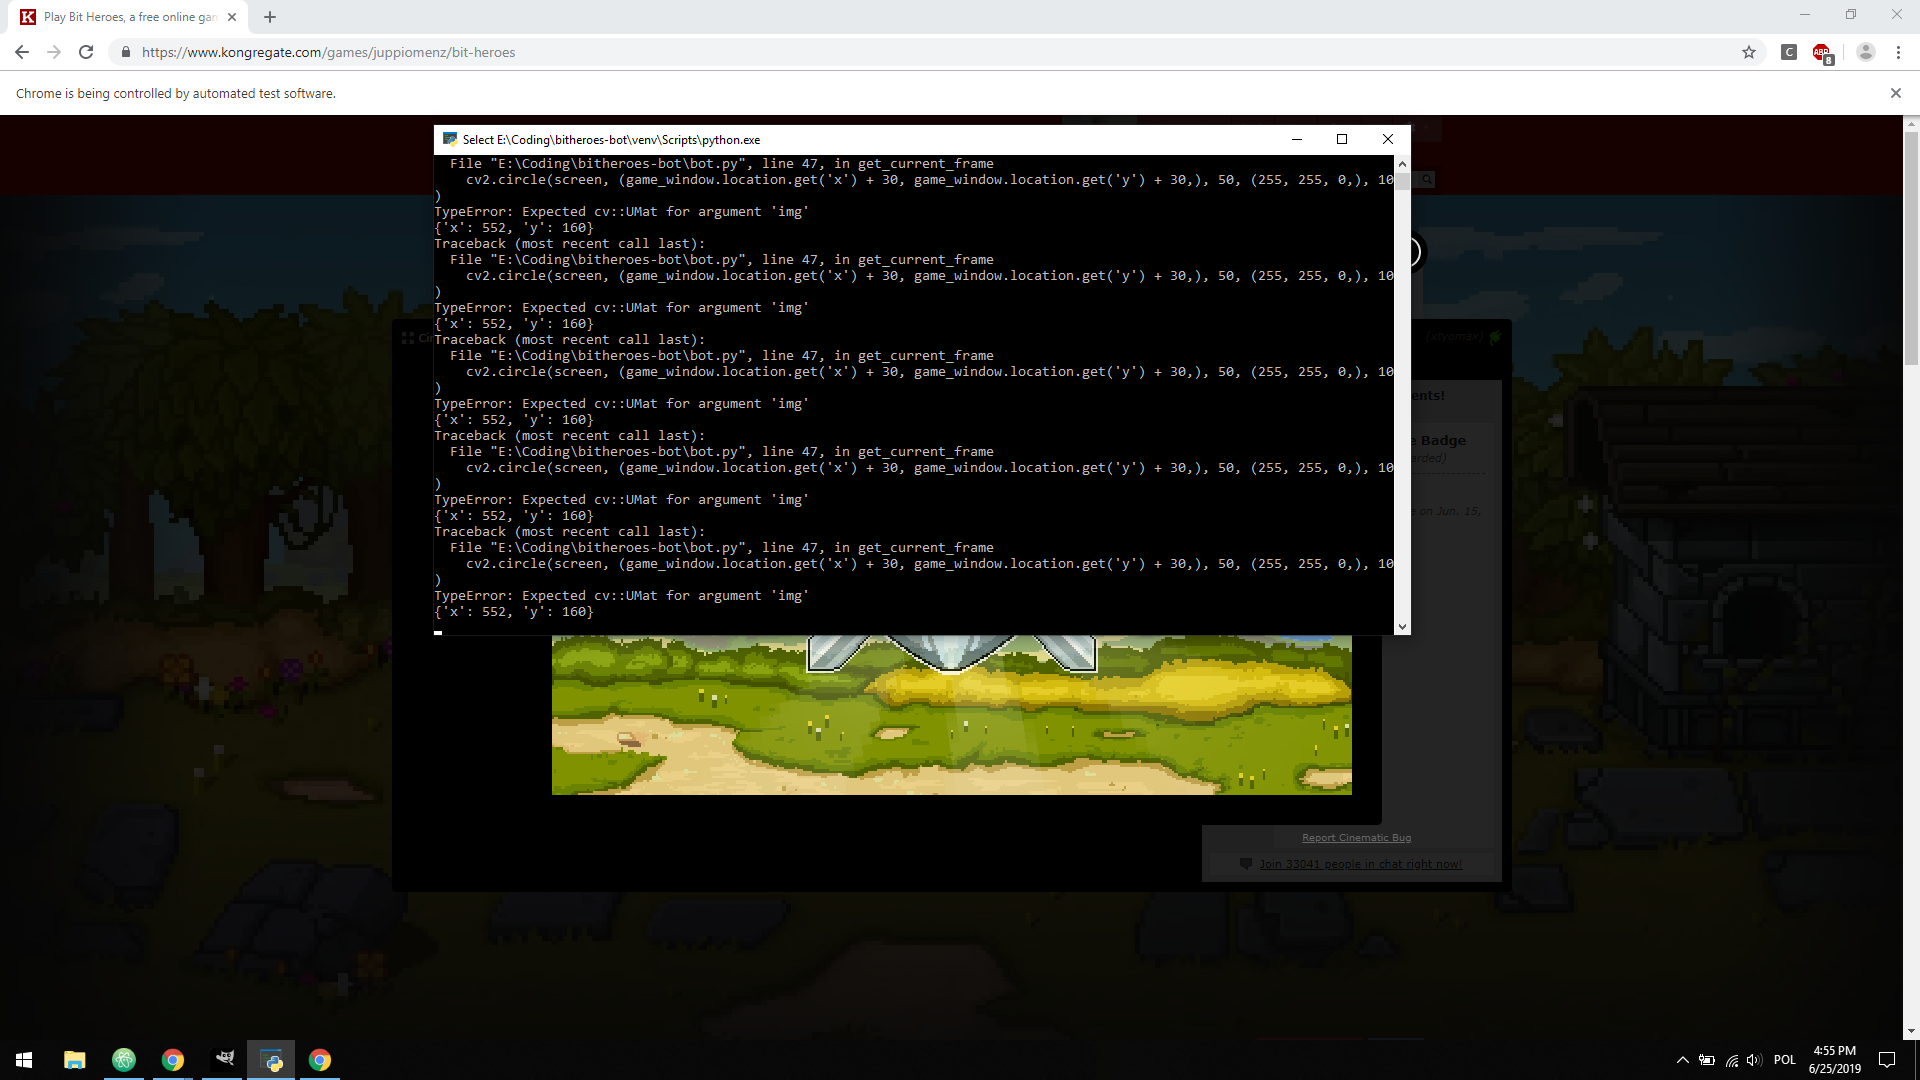 Play Bit Heroes, a free online gam
https://www.kongregate.com/games/juppiomenz/bit-heroes
C
ABP
8
Chrome is being controlled by automated test software.
Select E:\Coding\bitheroes-bot\venv\Scripts\python.exe
File "E:\Coding\bitheroes-bot\bot.py", line 47, in get_current_frame
cv2.circle(screen, (game_window.location.get('x') + 30, game_window.location.get('y') + 30,), 50, (255, 255, 0,), 10
)
TypeError: Expected cv::UMat for argument 'img'
{'x': 552, 'y': 160}
Traceback (most recent call last):
File "E:\Coding\bitheroes-bot\bot.py", line 47, in get_current_frame
cv2.circle(screen, (game_window.location.get('x') + 30, game_window.location.get('y') + 30,), 50, (255, 255, 0,), 10
)
TypeError: Expected cv::UMat for argument 'img'
{'x': 552, 'y': 160}
Traceback (most recent call last):
File "E:\Coding\bitheroes-bot\bot.py", line 47, in get_current_frame
cv2.circle(screen, (game_window.location.get('x') + 30, game_window.location.get('y') + 30,), 50, (255, 255, 0,), 10
)
TypeError: Expected cv::UMat for argument 'img'
{'x': 552, 'y': 160}
Traceback (most recent call last):
File "E:\Coding\bitheroes-bot\bot.py", line 47, in get_current_frame
cv2.circle(screen, (game_window.location.get('x') + 30, game_window.location.get('y') + 30,), 50, (255, 255, 0,), 10
)
TypeError: Expected cv::UMat for argument 'img'
{'x': 552, 'y': 160}
Traceback (most recent call last):
File "E:\Coding\bitheroes-bot\bot.py", line 47, in get_current_frame
cv2.circle(screen, (game_window.location.get('x') + 30, game_window.location.get('y') + 30,), 50, (255, 255, 0,), 10
)
TypeError: Expected cv::UMat for argument 'img'
{'x': 552, 'y': 160}
Cin
(xtyomax)
ents!
e Badge
arded)
e on Jun. 15,
Report Cinematic Bug
Join 33041 people in chat right now!
POL
4:55 PM
6/25/2019